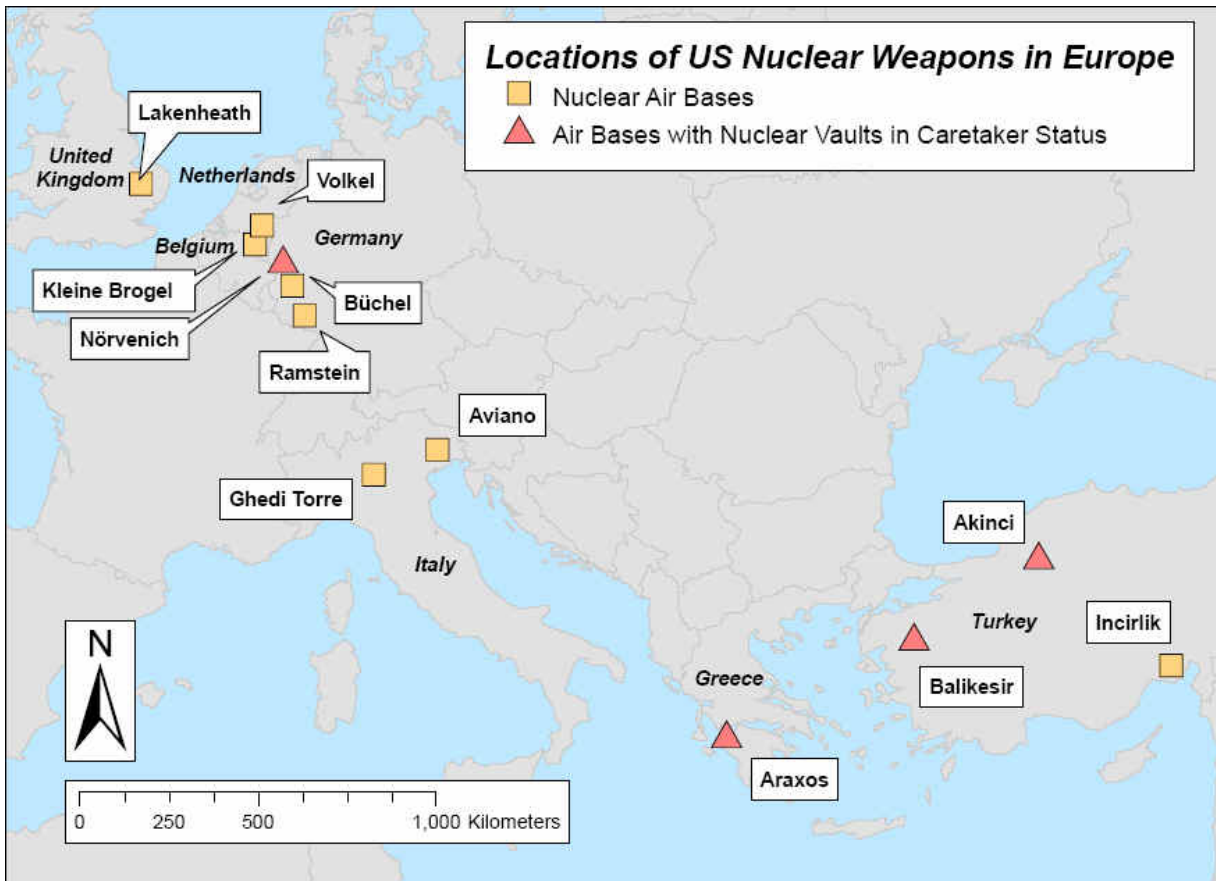 Locations of US Nuclear Weapons in Europe
Nuclear Air Bases
Air Bases with Nuclear Vaults in Caretaker Status
Lakenheath
United
Kingdom
Netherlands
Volkel
Belgium
Germany
Kleine Brogel
Büchel
Nörvenich
Ramstein
Aviano
Ghedi Torre
Italy
Akinci
Turkey
Incirlik
Balikesir
Greece
Araxos
N
0 250 500 1,000 Kilometers